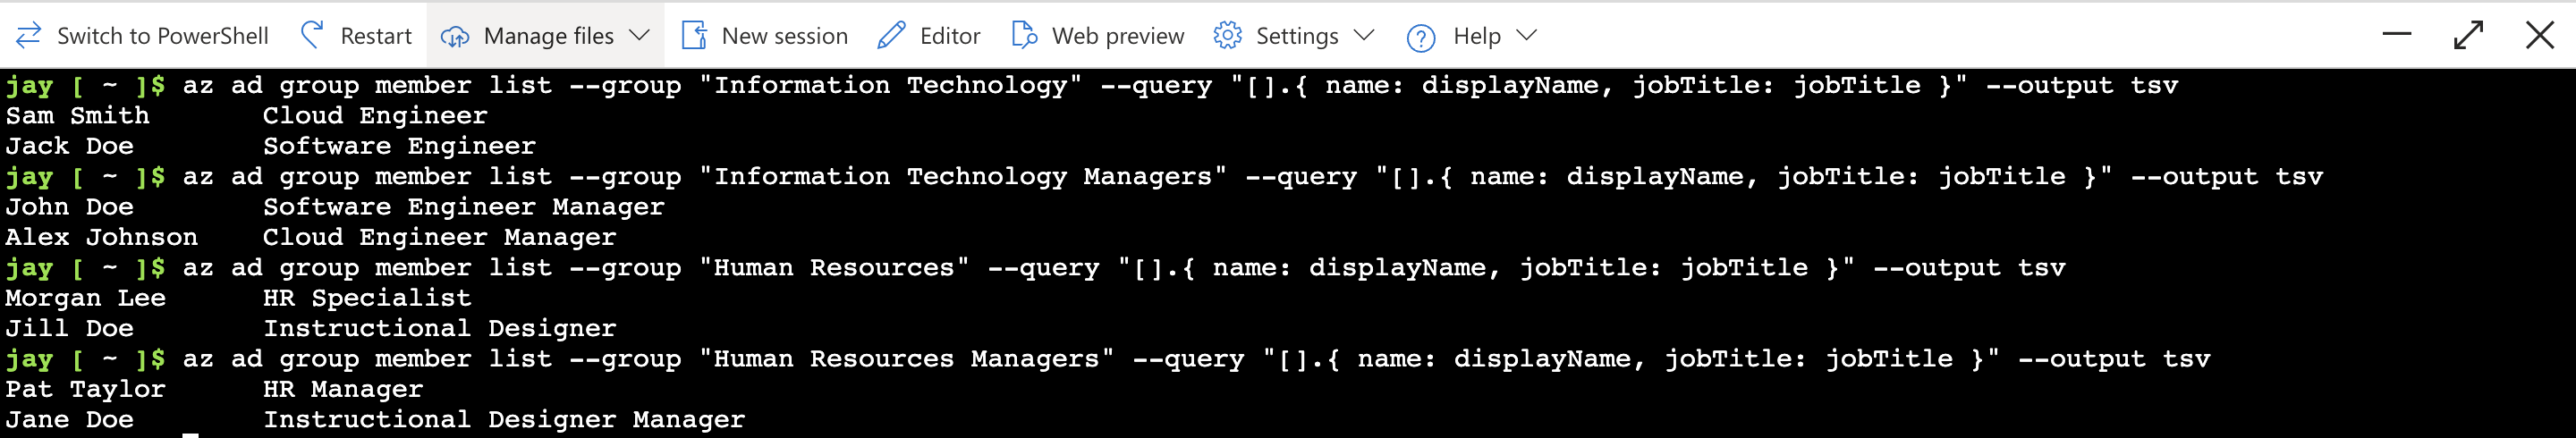 Switch to PowerShell Restart Manage files New session Editor Web preview Settings Help
jay [ ~ ]$ az ad group member list --group "Information Technology" --query "[].{ name: displayName, jobTitle: jobTitle }" --output tsv
Sam Smith Cloud Engineer
Jack Doe Software Engineer
jay [ ~ ]$ az ad group member list --group "Information Technology Managers" --query "[].{ name: displayName, jobTitle: jobTitle }" --output tsv
John Doe Software Engineer Manager
Alex Johnson Cloud Engineer Manager
jay [ ~ ]$ az ad group member list --group "Human Resources" --query "[].{ name: displayName, jobTitle: jobTitle }" --output tsv
Morgan Lee HR Specialist
Jill Doe Instructional Designer
jay [ ~ ]$ az ad group member list --group "Human Resources Managers" --query "[].{ name: displayName, jobTitle: jobTitle }" --output tsv
Pat Taylor HR Manager
Jane Doe Instructional Designer Manager